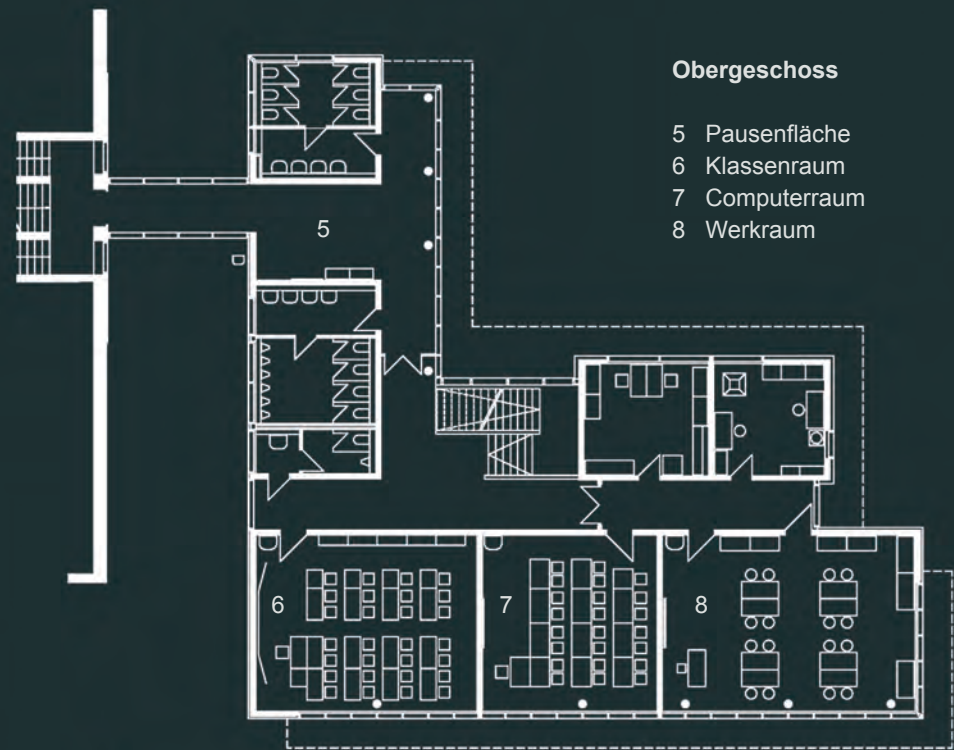 Obergeschoss
5 Pausenfläche
6 Klassenraum
7 Computerraum
8 Werkraum
5
6
7
8